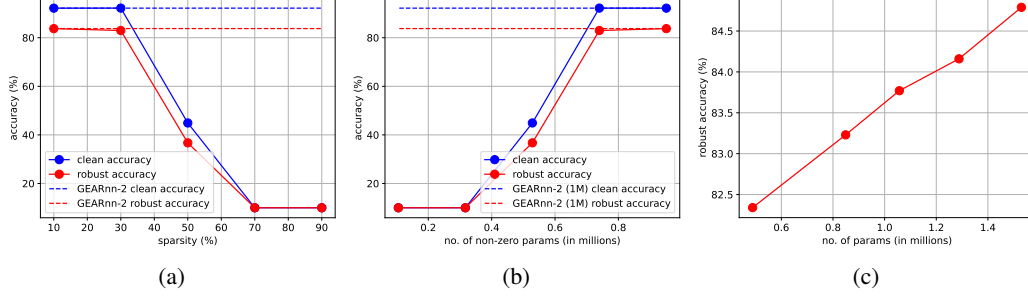 80
60
40
20
accuracy (%)
clean accuracy
robust accuracy
GEARnn-2 clean accuracy
GEARnn-2 robust accuracy
10 20 30 40 50 60 70 80 90
sparsity (%)
(a)
80
60
40
20
accuracy (%)
clean accuracy
robust accuracy
GEARnn-2 (1M) clean accuracy
GEARnn-2 (1M) robust accuracy
0.2 0.4 0.6 0.8
no. of non-zero params (in millions)
(b)
84.5
84.0
83.5
83.0
82.5
robust accuracy (%)
0.6 0.8 1.0 1.2 1.4
no. of params (in millions)
(c)